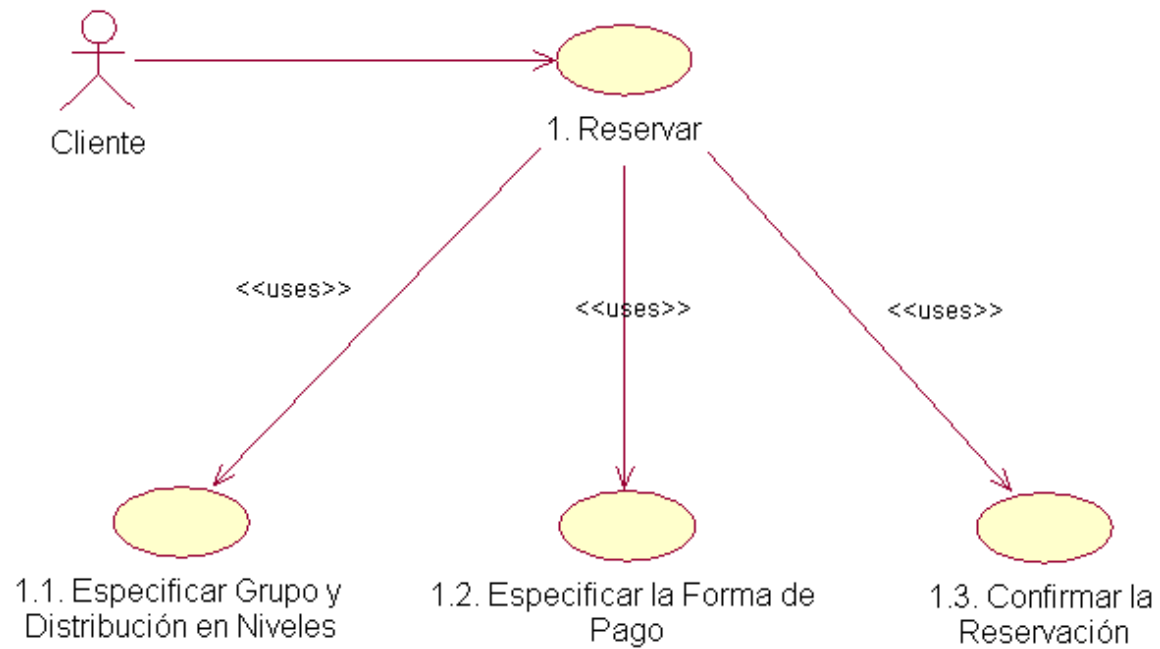 Cliente
1. Reservar
<<uses>>
<<uses>>
<<uses>>
1.1. Especificar Grupo y
Distribución en Niveles
1.2. Especificar la Forma de
Pago
1.3. Confirmar la
Reservación